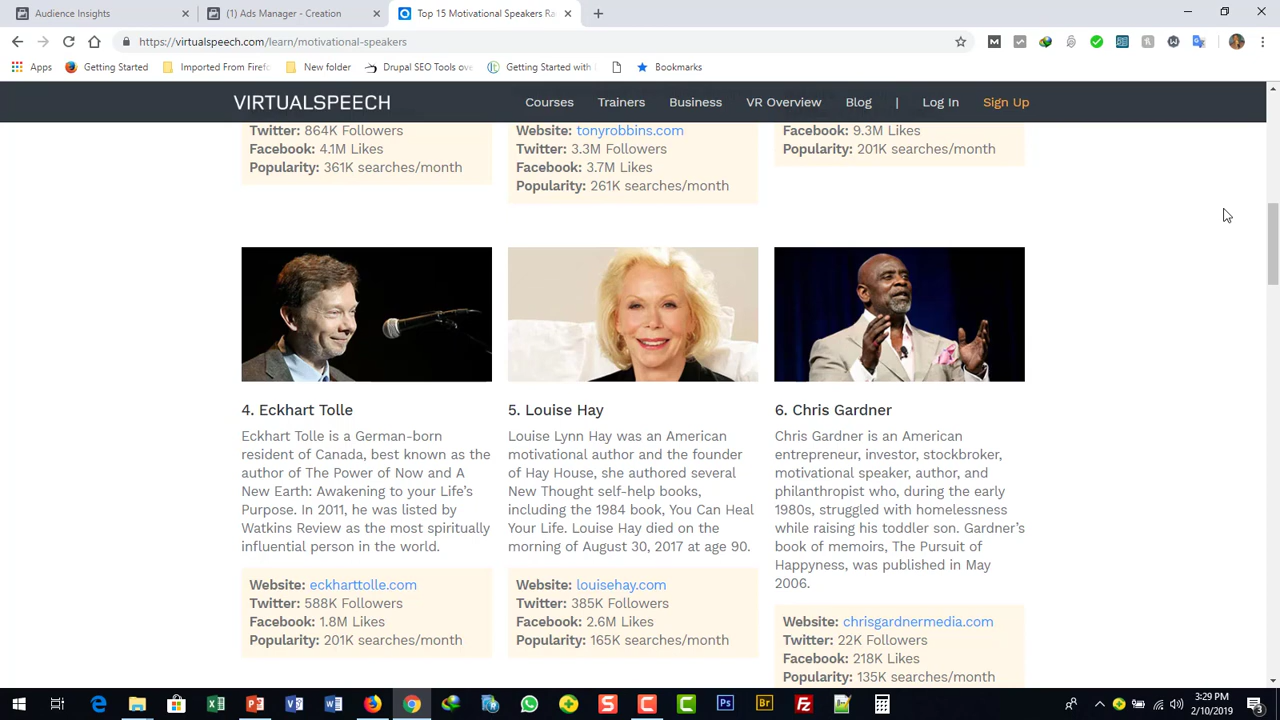 Audience Insights
(1) Ads Manager - Creation
Top 15 Motivational Speakers Ra
https://virtualspeech.com/learn/motivational-speakers
Apps
Getting Started
Imported From Firef
New folder
Drupal SEO Tools ove
Getting Started with
Bookmarks
VIRTUALSPEECH
Courses
Trainers
Business
VR Overview
Blog
|
Log In
Sign Up
Twitter: 864K Followers
Facebook: 4.1M Likes
Popularity: 361K searches/month
Website: tonyrobbins.com
Twitter: 3.3M Followers
Facebook: 3.7M Likes
Popularity: 261K searches/month
Facebook: 9.3M Likes
Popularity: 201K searches/month
4. Eckhart Tolle
Eckhart Tolle is a German-born
resident of Canada, best known as the
author of The Power of Now and A
New Earth: Awakening to your Life's
Purpose. In 2011, he was listed by
Watkins Review as the most spiritually
influential person in the world.
Website: eckharttolle.com
Twitter: 588K Followers
Facebook: 1.8M Likes
Popularity: 201K searches/month
5. Louise Hay
Louise Lynn Hay was an American
motivational author and the founder
of Hay House, she authored several
New Thought self-help books,
including the 1984 book, You Can Heal
Your Life. Louise Hay died on the
morning of August 30, 2017 at age 90.
Website: louisehay.com
Twitter: 385K Followers
Facebook: 2.6M Likes
Popularity: 165K searches/month
6. Chris Gardner
Chris Gardner is an American
entrepreneur, investor, stockbroker,
motivational speaker, author, and
philanthropist who, during the early
1980s, struggled with homelessness
while raising his toddler son. Gardner's
book of memoirs, The Pursuit of
Happyness, was published in May
2006.
Website: chrisgardnermedia.com
Twitter: 22K Followers
Facebook: 218K Likes
Popularity: 135K searches/month
3:29 PM
2/10/2019